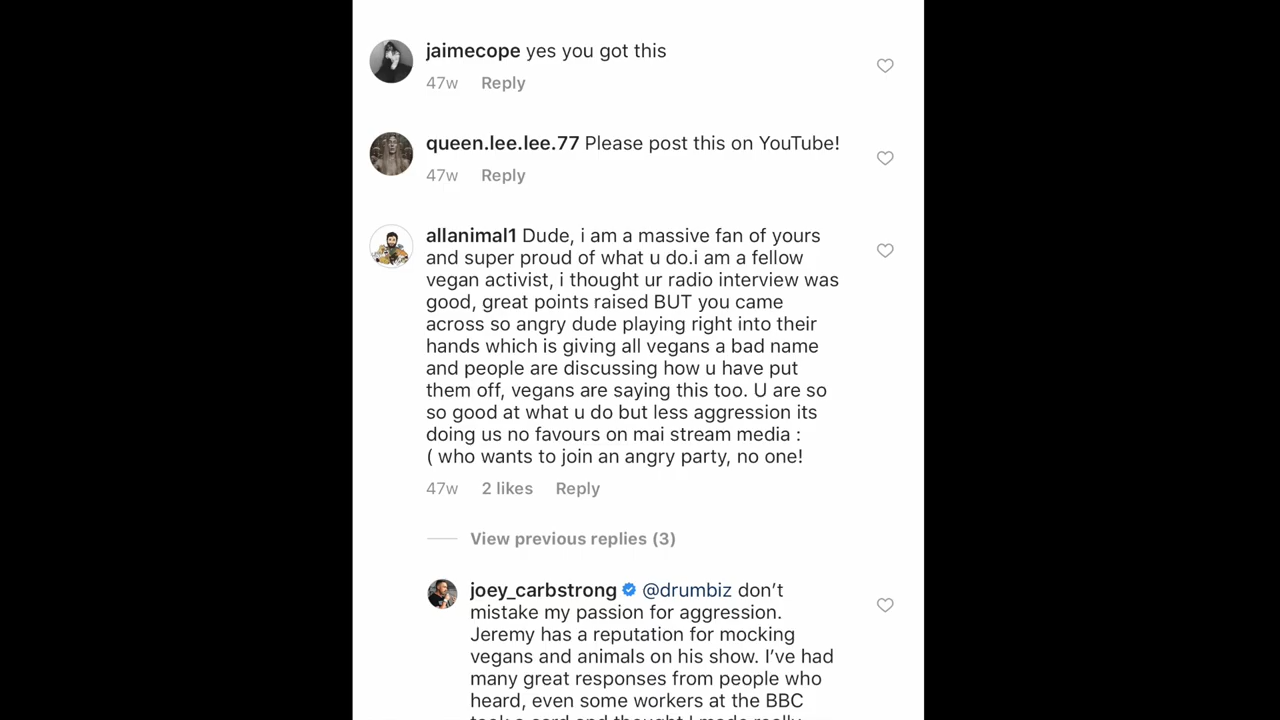 jaimecope yes you got this
47w Reply
queen.lee.lee.77 Please post this on YouTube!
47w Reply
allanimal1 Dude, i am a massive fan of yours
and super proud of what u do.i am a fellow
vegan activist, i thought ur radio interview was
good, great points raised BUT you came
across so angry dude playing right into their
hands which is giving all vegans a bad name
and people are discussing how u have put
them off, vegans are saying this too. U are so
so good at what u do but less aggression its
doing us no favours on mai stream media :
( who wants to join an angry party, no one!
47w 2 likes Reply
View previous replies (3)
joey_carbstrong @drumbiz don’t
mistake my passion for aggression.
Jeremy has a reputation for mocking
vegans and animals on his show. I’ve had
many great responses from people who
heard, even some workers at the BBC
took a card and thought I made really